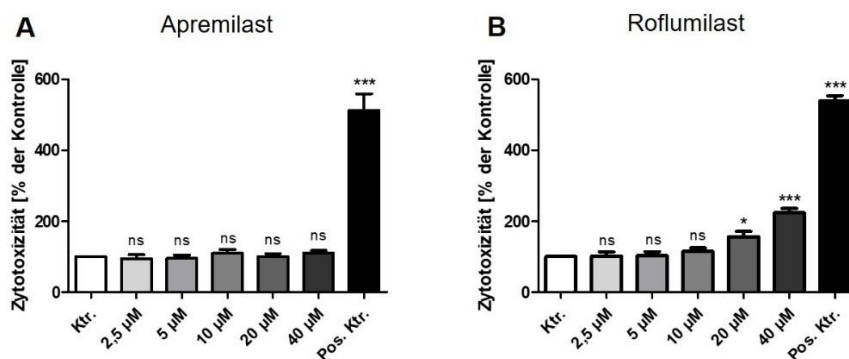 A
Apremilast
Zytotoxizität [% der Kontrolle]
600
400
200
0
ns
ns
ns
ns
ns
***
Ktr.
2,5 µM
5 µM
10 µM
20 µM
40 µM
Pos. Ktr.
B
Roflumilast
Zytotoxizität [% der Kontrolle]
600
400
200
0
ns
ns
ns
*
***
***
Ktr.
2,5 µM
5 µM
10 µM
20 µM
40 µM
Pos. Ktr.